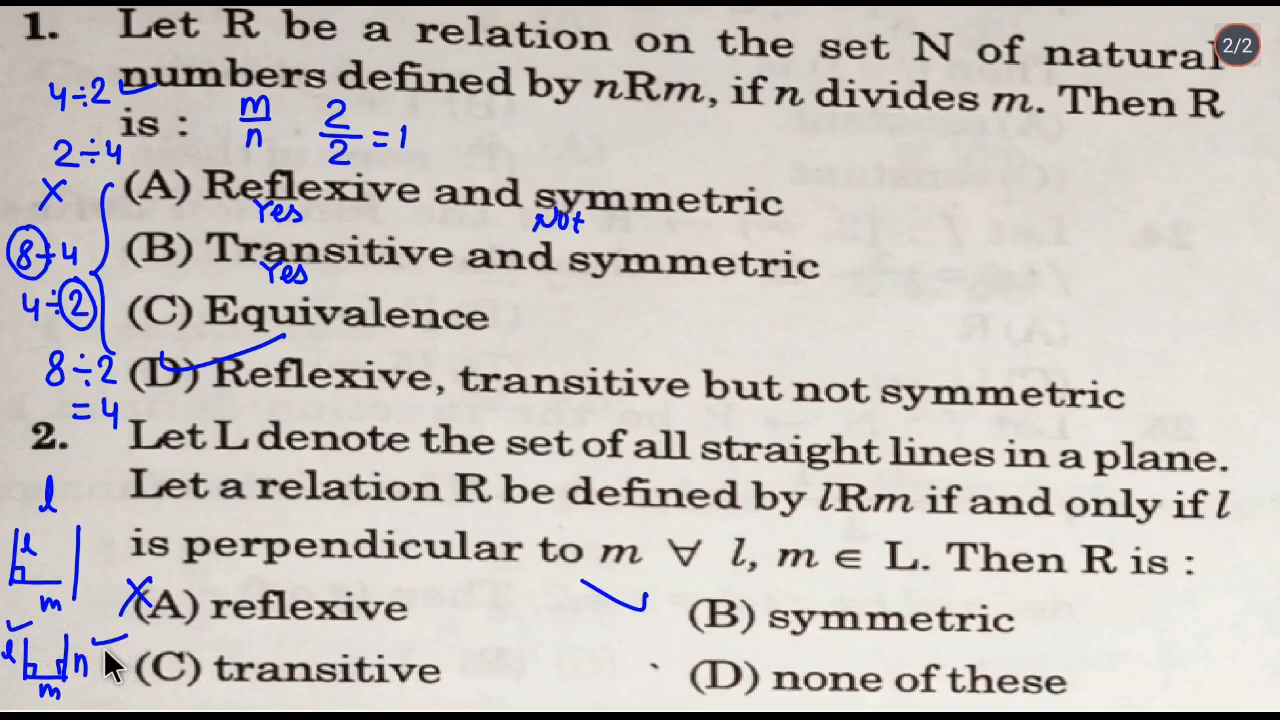 1. Let R be a relation on the set N of natural
2/2
4÷2 numbers defined by nRm, if n divides m. Then R
is : m/n 2/2 = 1
2÷4
× (A) Reflexive and symmetric
Yes Not
8÷4 (B) Transitive and symmetric
Yes
4÷2 (C) Equivalence
8÷2 (D) Reflexive, transitive but not symmetric
= 4
2. Let L denote the set of all straight lines in a plane.
l Let a relation R be defined by lRm if and only if l
l is perpendicular to m ∀ l, m ∈ L. Then R is :
m (A) reflexive (B) symmetric
l m n (C) transitive (D) none of these